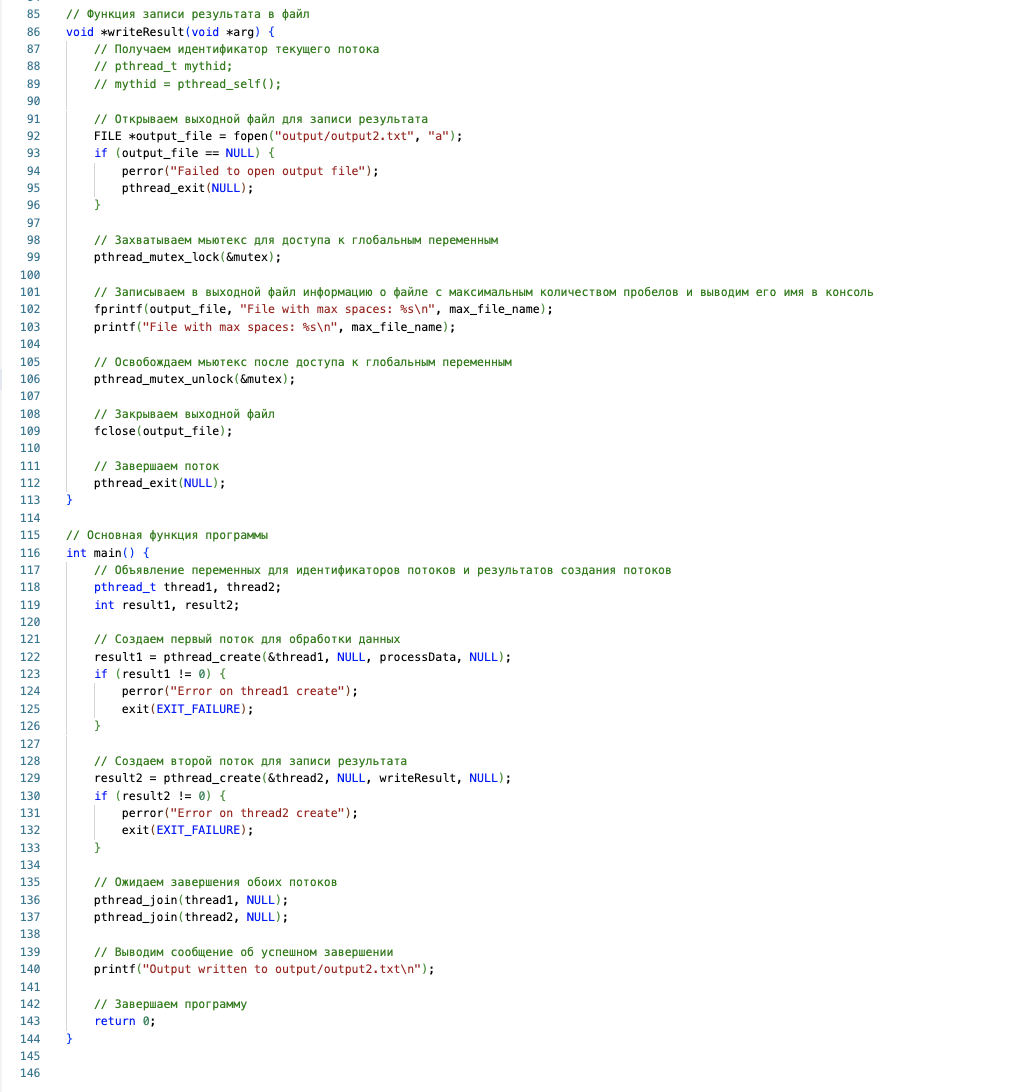 85 // Функция записи результата в файл
86 void *writeResult(void *arg) {
87 // Получаем идентификатор текущего потока
88 // pthread_t mythid;
89 // mythid = pthread_self();
90
91 // Открываем выходной файл для записи результата
92 FILE *output_file = fopen("output/output2.txt", "a");
93 if (output_file == NULL) {
94 perror("Failed to open output file");
95 pthread_exit(NULL);
96 }
97
98 // Захватываем мьютекс для доступа к глобальным переменным
99 pthread_mutex_lock(&mutex);
100
101 // Записываем в выходной файл информацию о файле с максимальным количеством пробелов и выводим его имя в консоль
102 fprintf(output_file, "File with max spaces: %s\n", max_file_name);
103 printf("File with max spaces: %s\n", max_file_name);
104
105 // Освобождаем мьютекс после доступа к глобальным переменным
106 pthread_mutex_unlock(&mutex);
107
108 // Закрываем выходной файл
109 fclose(output_file);
110
111 // Завершаем поток
112 pthread_exit(NULL);
113 }
114
115 // Основная функция программы
116 int main() {
117 // Объявление переменных для идентификаторов потоков и результатов создания потоков
118 pthread_t thread1, thread2;
119 int result1, result2;
120
121 // Создаем первый поток для обработки данных
122 result1 = pthread_create(&thread1, NULL, processData, NULL);
123 if (result1 != 0) {
124 perror("Error on thread1 create");
125 exit(EXIT_FAILURE);
126 }
127
128 // Создаем второй поток для записи результата
129 result2 = pthread_create(&thread2, NULL, writeResult, NULL);
130 if (result2 != 0) {
131 perror("Error on thread2 create");
132 exit(EXIT_FAILURE);
133 }
134
135 // Ожидаем завершения обоих потоков
136 pthread_join(thread1, NULL);
137 pthread_join(thread2, NULL);
138
139 // Выводим сообщение об успешном завершении
140 printf("Output written to output/output2.txt\n");
141
142 // Завершаем программу
143 return 0;
144 }
145
146